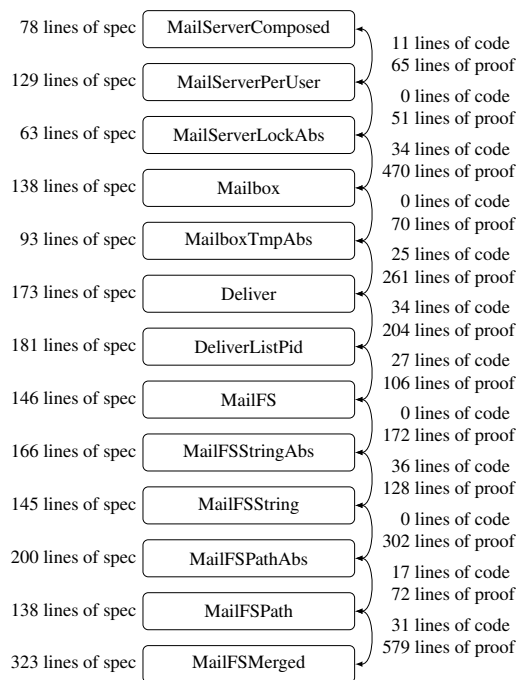 78 lines of spec MailServerComposed
11 lines of code
65 lines of proof
129 lines of spec MailServerPerUser
0 lines of code
51 lines of proof
63 lines of spec MailServerLockAbs
34 lines of code
470 lines of proof
138 lines of spec Mailbox
0 lines of code
70 lines of proof
93 lines of spec MailboxTmpAbs
25 lines of code
261 lines of proof
173 lines of spec Deliver
34 lines of code
204 lines of proof
181 lines of spec DeliverListPid
27 lines of code
106 lines of proof
146 lines of spec MailFS
0 lines of code
172 lines of proof
166 lines of spec MailFSStringAbs
36 lines of code
128 lines of proof
145 lines of spec MailFSString
0 lines of code
302 lines of proof
200 lines of spec MailFSPathAbs
17 lines of code
72 lines of proof
138 lines of spec MailFSPath
31 lines of code
579 lines of proof
323 lines of spec MailFSMerged